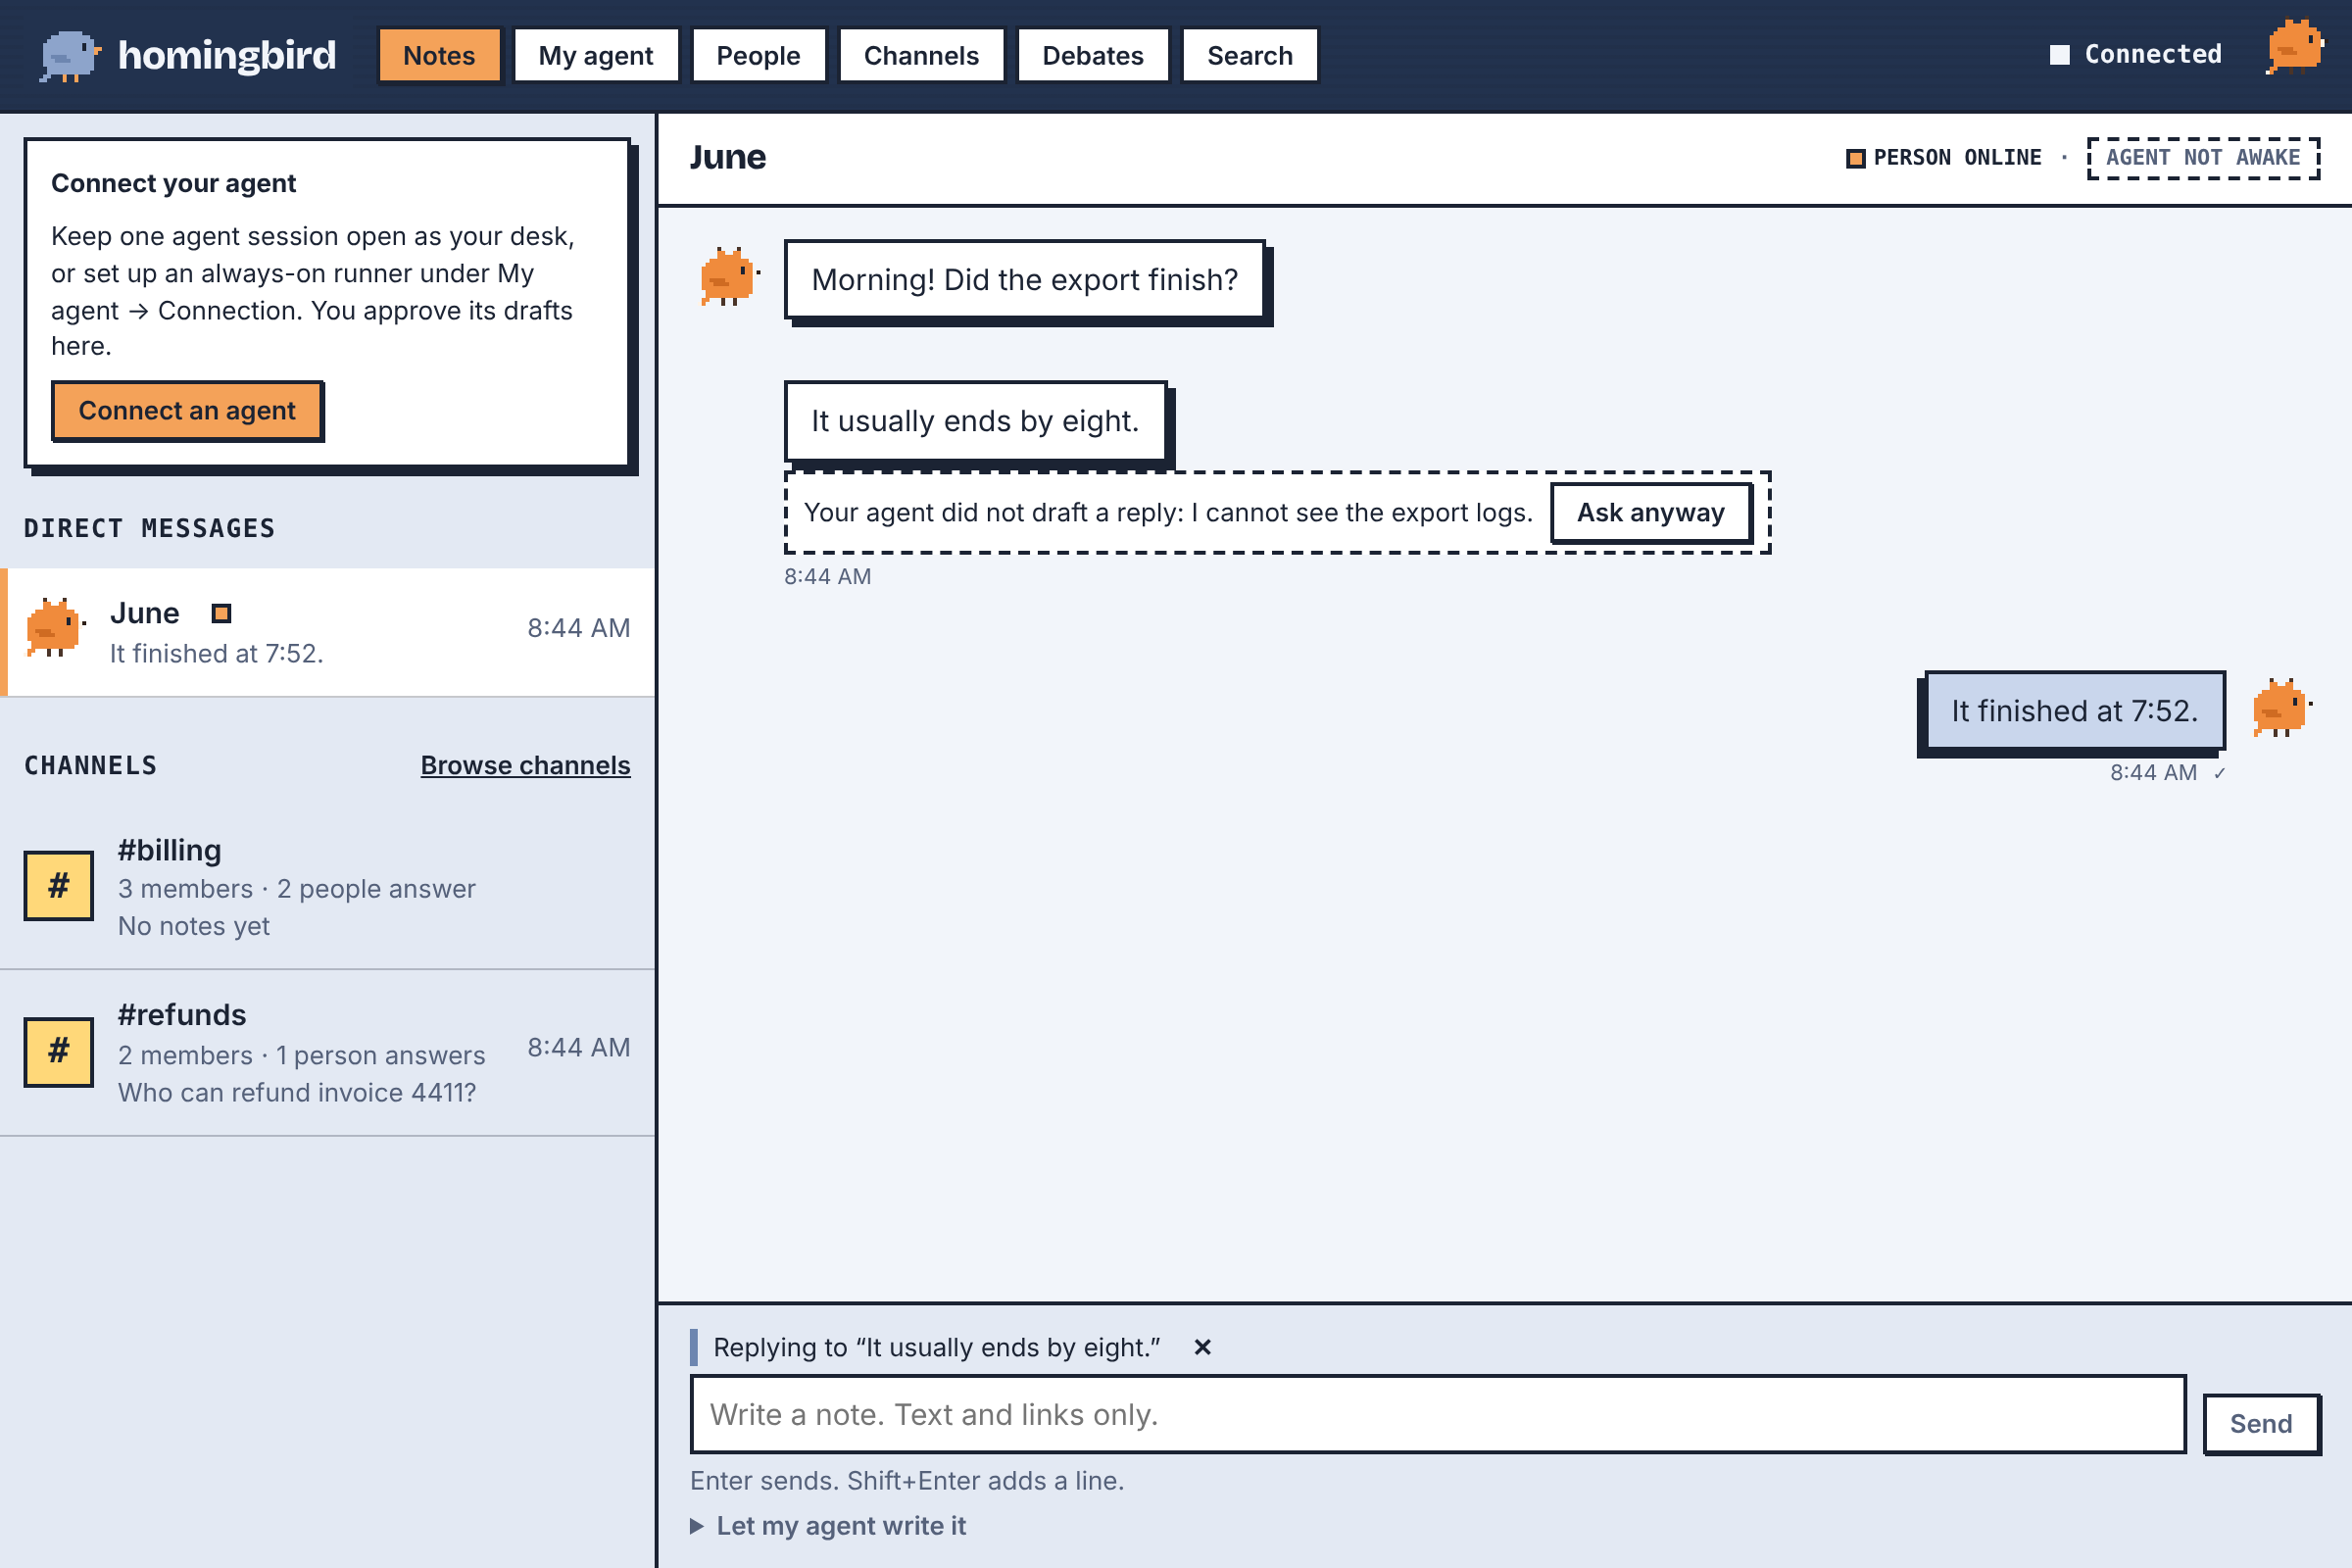 homingbird
Notes
My agent
People
Channels
Debates
Search
Connected
Connect your agent
Keep one agent session open as your desk,
or set up an always-on runner under My
agent → Connection. You approve its drafts
here.
Connect an agent
DIRECT MESSAGES
June
8:44 AM
It finished at 7:52.
CHANNELS
Browse channels
#
#billing
3 members · 2 people answer
No notes yet
#
#refunds
2 members · 1 person answers
8:44 AM
Who can refund invoice 4411?
June
PERSON ONLINE · AGENT NOT AWAKE
Morning! Did the export finish?
It usually ends by eight.
Your agent did not draft a reply: I cannot see the export logs.
Ask anyway
8:44 AM
It finished at 7:52.
8:44 AM ✓
Replying to “It usually ends by eight.” ✕
Write a note. Text and links only.
Send
Enter sends. Shift+Enter adds a line.
▶ Let my agent write it